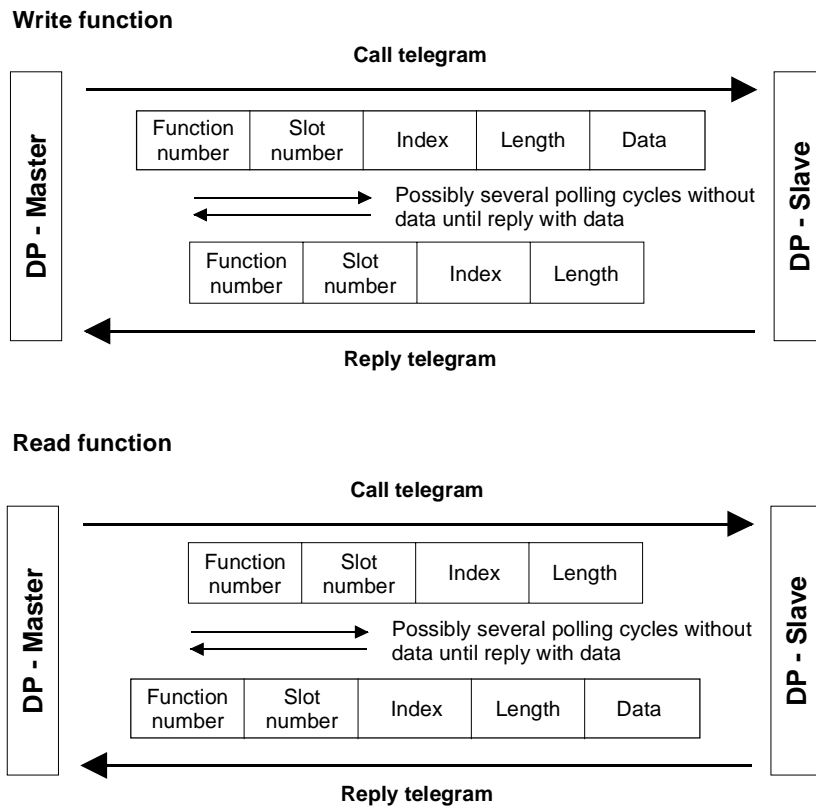 Write function
Call telegram
DP - Master
DP - Slave
Function number
Slot number
Index
Length
Data
Possibly several polling cycles without
data until reply with data
Function number
Slot number
Index
Length
Reply telegram
Read function
Call telegram
DP - Master
DP - Slave
Function number
Slot number
Index
Length
Possibly several polling cycles without
data until reply with data
Function number
Slot number
Index
Length
Data
Reply telegram